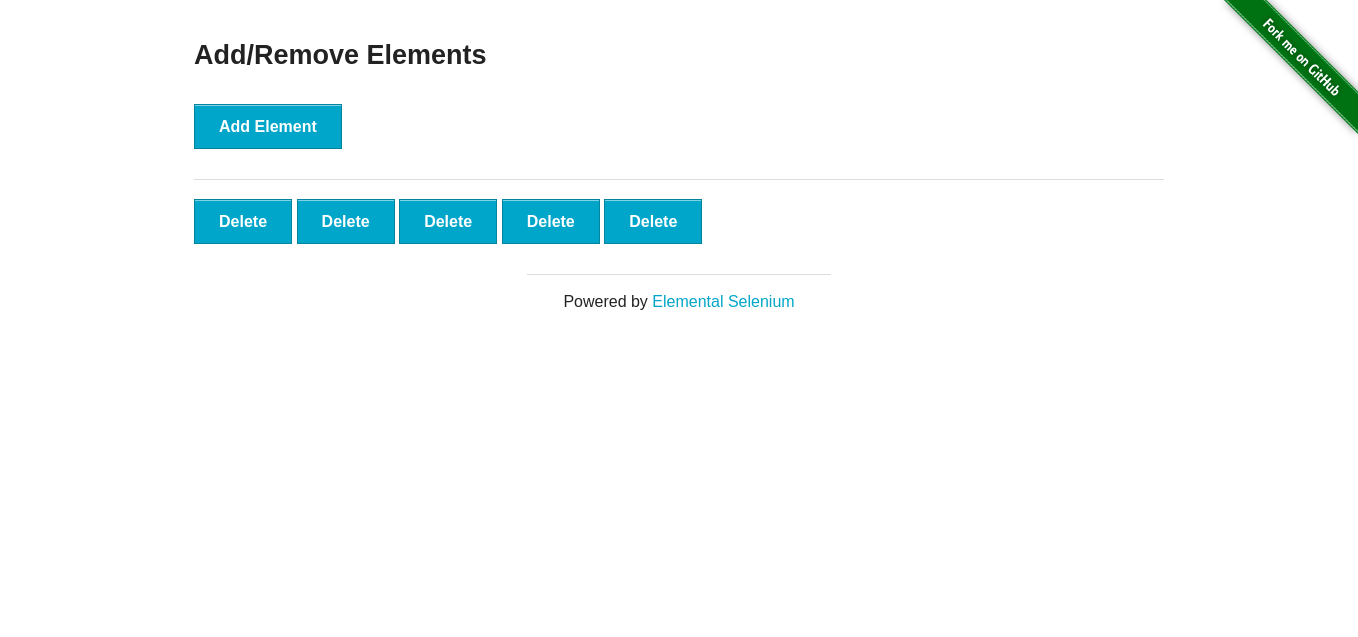 Fork me on GitHub
Add/Remove Elements
Add Element
Delete Delete Delete Delete Delete
Powered by Elemental Selenium